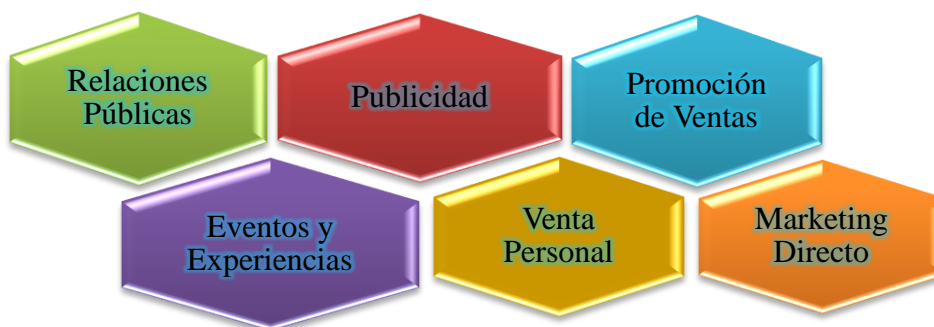 Relaciones
Públicas
Publicidad
Promoción
de Ventas
Eventos y
Experiencias
Venta
Personal
Marketing
Directo